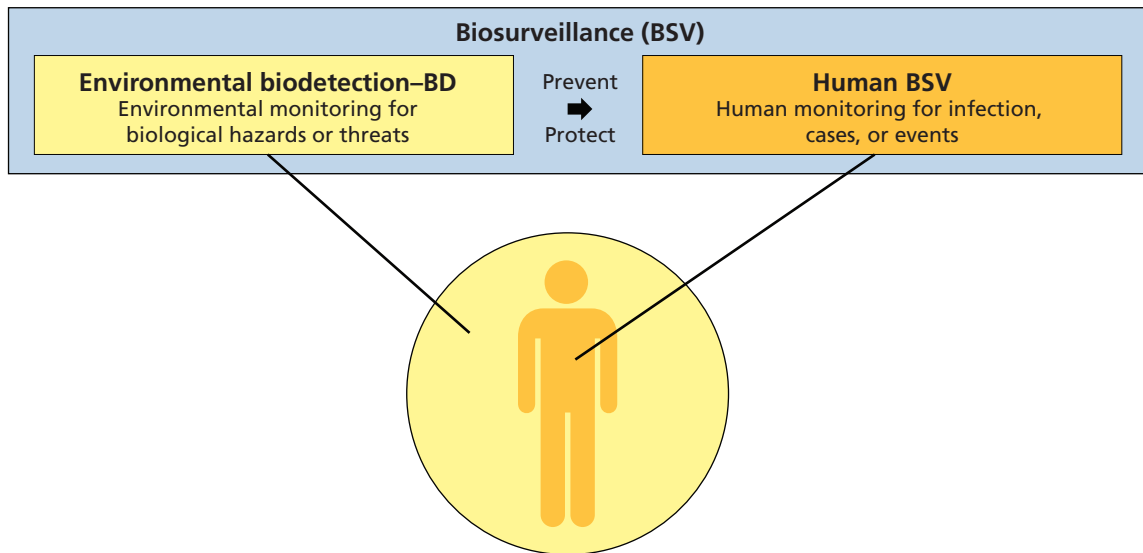 Biosurveillance (BSV)
Environmental biodetection–BD
Environmental monitoring for
biological hazards or threats
Prevent
Protect
Human BSV
Human monitoring for infection,
cases, or events